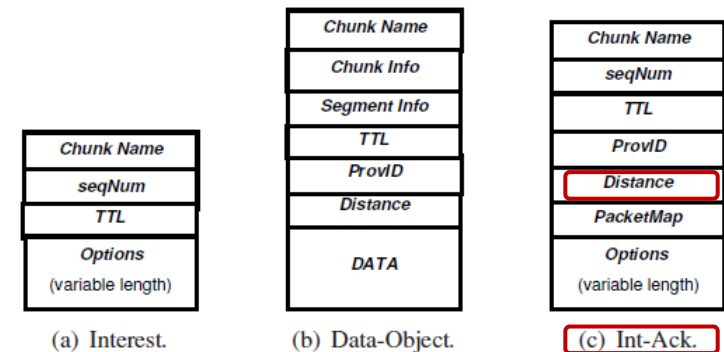 Chunk Name
seqNum
TTL
Options
(variable length)
(a) Interest.
Chunk Name
Chunk Info
Segment Info
TTL
ProvID
Distance
DATA
(b) Data-Object.
Chunk Name
seqNum
TTL
ProvID
Distance
PacketMap
Options
(variable length)
(c) Int-Ack.